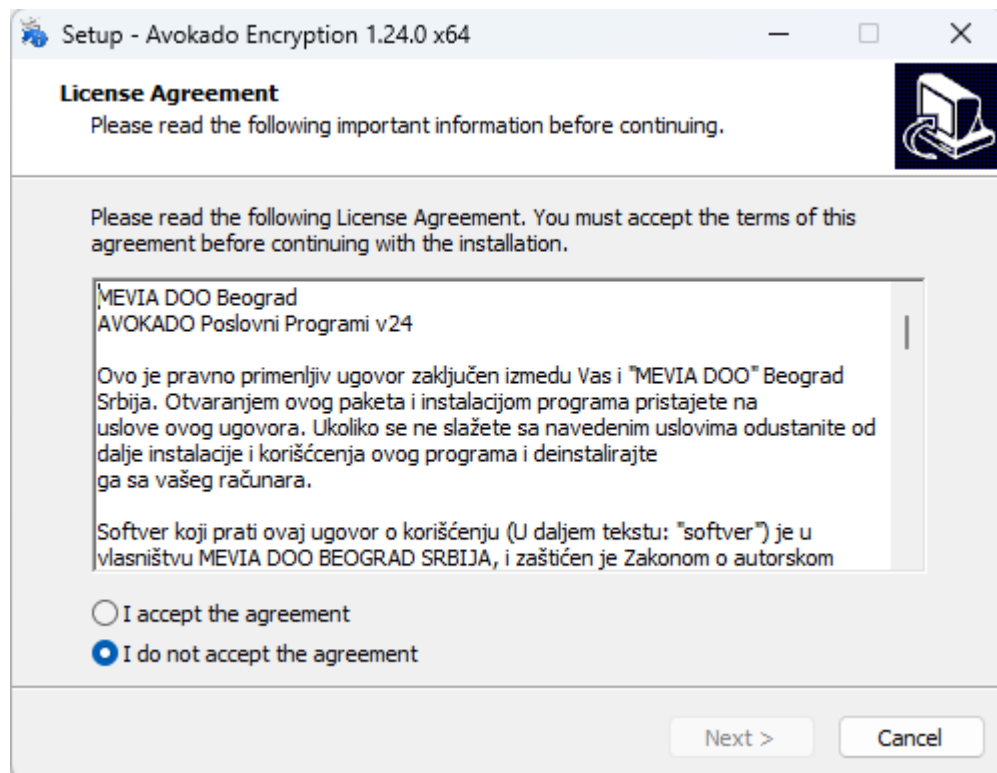 Setup - Avokado Encryption 1.24.0 x64
License Agreement
Please read the following important information before continuing.
Please read the following License Agreement. You must accept the terms of this
agreement before continuing with the installation.
MEVIA DOO Beograd
AVOKADO Poslovni Programi v24
Ovo je pravno primenljiv ugovor zaključen izmedu Vas i "MEVIA DOO" Beograd
Srbija. Otvaranjem ovog paketa i instalacijom programa pristajete na
uslove ovog ugovora. Ukoliko se ne slažete sa navedenim uslovima odustanite od
dalje instalacije i korišćcenja ovog programa i deinstalirajte
ga sa vašeg računara.
Softver koji prati ovaj ugovor o korišćenju (U daljem tekstu: "softver") je u
vlasništvu MEVIA DOO BEOGRAD SRBIJA, i zaštićen je Zakonom o autorskom
I accept the agreement
I do not accept the agreement
Next >
Cancel